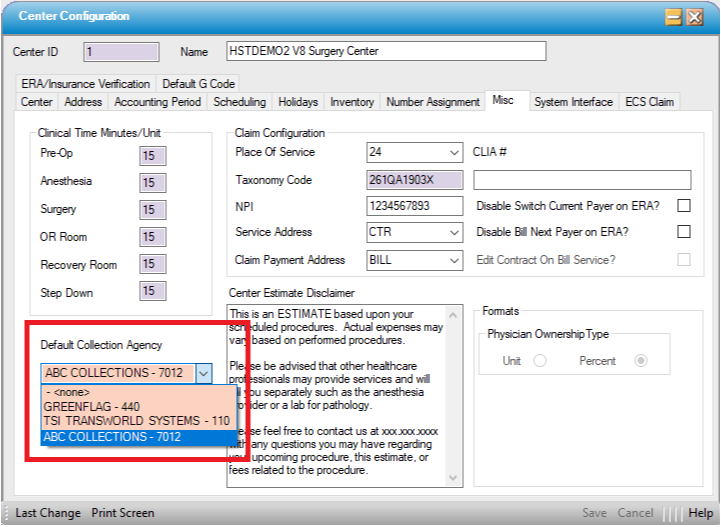 Center Configuration
Center ID 1 Name HSTDEMO2 V8 Surgery Center
ERA/Insurance Verification Default G Code
Center Address Accounting Period Scheduling Holidays Inventory Number Assignment Misc System Interface ECS Claim
Clinical Time Minutes/Unit
Pre-Op 15
Anesthesia 15
Surgery 15
OR Room 15
Recovery Room 15
Step Down 15
Claim Configuration
Place Of Service 24 CLIA #
Taxonomy Code 261QA1903X
NPI 1234567893 Disable Switch Current Payer on ERA?
Service Address CTR Disable Bill Next Payer on ERA?
Claim Payment Address BILL Edit Contract On Bill Service?
Default Collection Agency
ABC COLLECTIONS - 7012
- <none>
GREENFLAG - 440
TSI TRANSWORLD SYSTEMS - 110
ABC COLLECTIONS - 7012
Center Estimate Disclaimer
This is an ESTIMATE based upon your
scheduled procedures. Actual expenses may
vary based on performed procedures.
Please be advised that other healthcare
professionals may provide services and will
you separately such as the anesthesia
or a lab for pathology.
feel free to contact us at xxx.xxx.xxxx
any questions you may have regarding
upcoming procedure, this estimate, or
fees related to the procedure.
Formats
Physician Ownership Type
Unit Percent
Last Change Print Screen Save Cancel Help